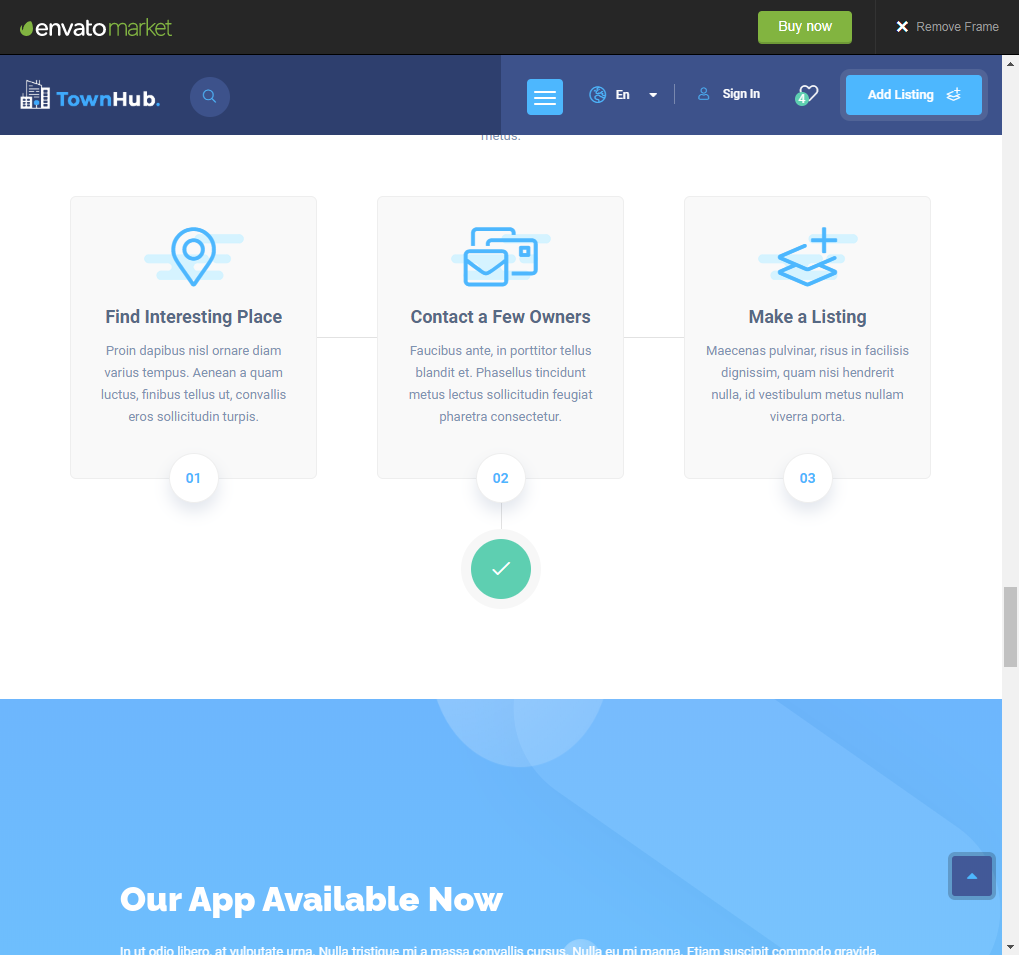 envato market
Buy now
Remove Frame
TownHub.
En
Sign In
4
Add Listing
metus.
Find Interesting Place
Proin dapibus nisl ornare diam
varius tempus. Aenean a quam
luctus, finibus tellus ut, convallis
eros sollicitudin turpis.
01
Contact a Few Owners
Faucibus ante, in porttitor tellus
blandit et. Phasellus tincidunt
metus lectus sollicitudin feugiat
pharetra consectetur.
02
Make a Listing
Maecenas pulvinar, risus in facilisis
dignissim, quam nisi hendrerit
nulla, id vestibulum metus nullam
viverra porta.
03
Our App Available Now
In ut odio libero, at vulputate urna. Nulla tristique mi a massa convallis cursus. Nulla eu mi magna. Etiam suscipit commodo gravida.